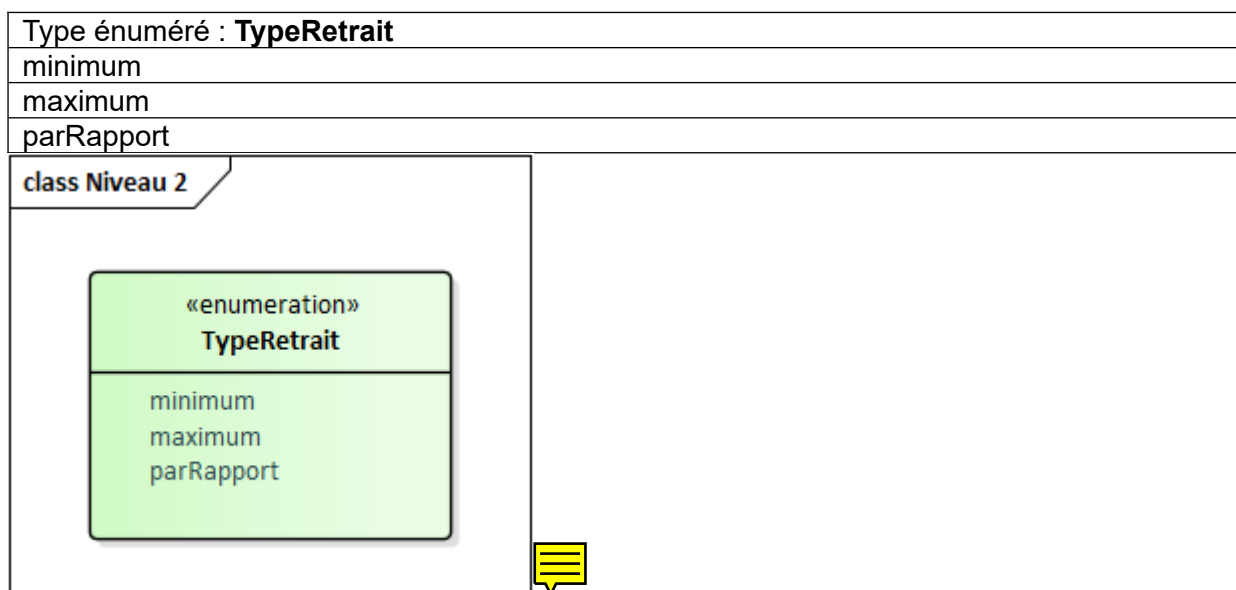 Type énuméré : TypeRetrait
minimum
maximum
parRapport
class Niveau 2
«enumeration»
TypeRetrait
minimum
maximum
parRapport